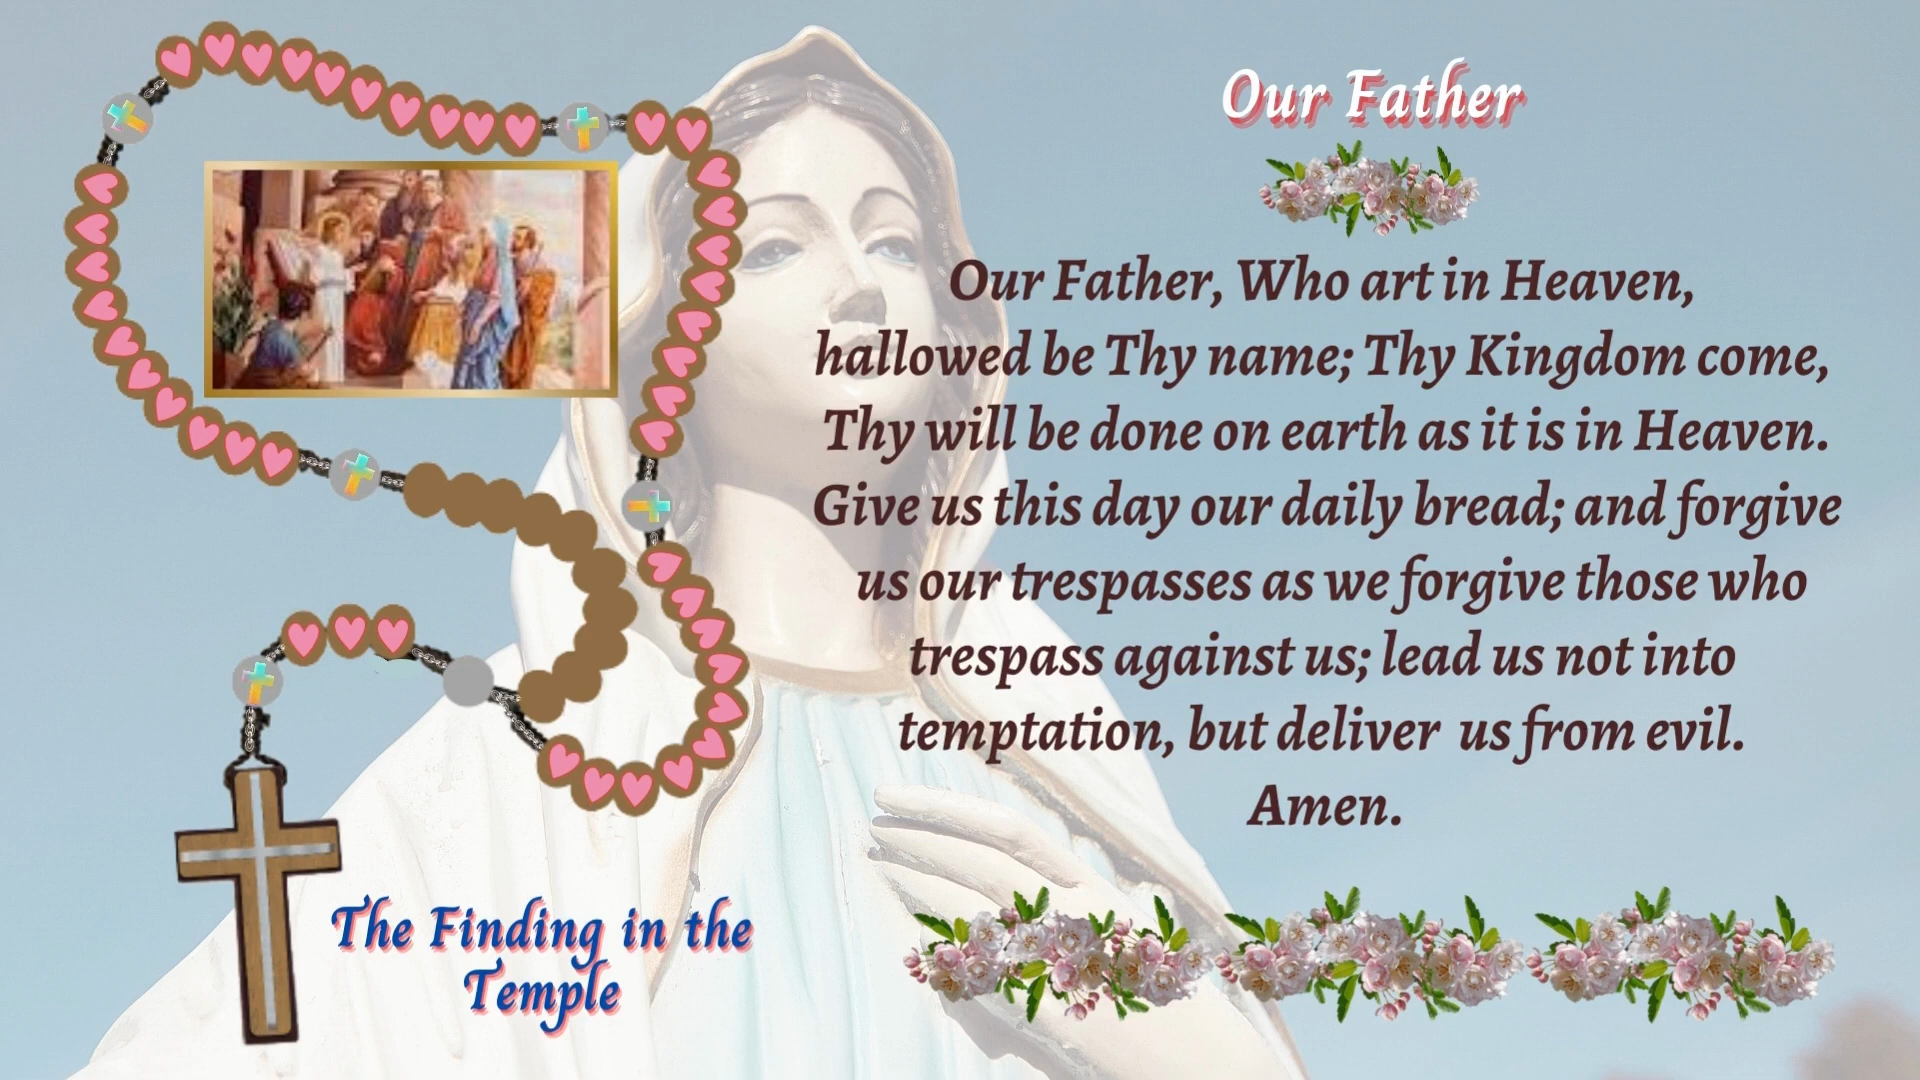 Our Father
Our Father, Who art in Heaven,
hallowed be Thy name; Thy Kingdom come,
Thy will be done on earth as it is in Heaven.
Give us this day our daily bread; and forgive
us our trespasses as we forgive those who
trespass against us; lead us not into
temptation, but deliver us from evil.
Amen.
The Finding in the
Temple